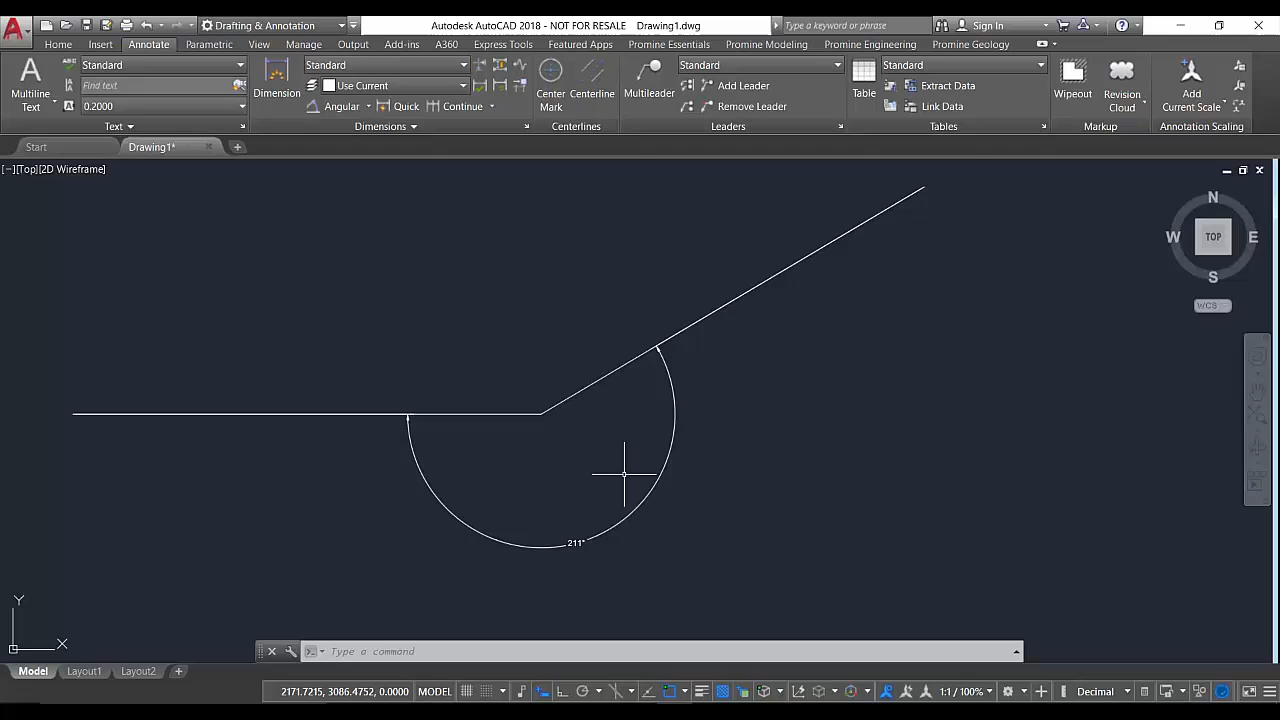 Drafting & Annotation
Autodesk AutoCAD 2018 - NOT FOR RESALE Drawing1.dwg
Type a keyword or phrase
Sign In
Home Insert Annotate Parametric View Manage Output Add-ins A360 Express Tools Featured Apps Promine Essentials Promine Modeling Promine Engineering Promine Geology
Multiline
Text
ABC
Standard
Find text
A 0.2000
Text
Dimension
Standard
Use Current
Angular Quick Continue
Dimensions
Center
Mark
Centerline
Centerlines
Multileader
Standard
Add Leader
Remove Leader
Leaders
Table
Standard
Extract Data
Link Data
Tables
Wipeout
Revision
Cloud
Markup
Add
Current Scale
Annotation Scaling
Start Drawing1*
[−][Top][2D Wireframe]
N
W TOP E
S
WCS
211°
Y
X
Type a command
Model Layout1 Layout2
2171.7215, 3086.4752, 0.0000 MODEL 1:1 / 100% Decimal